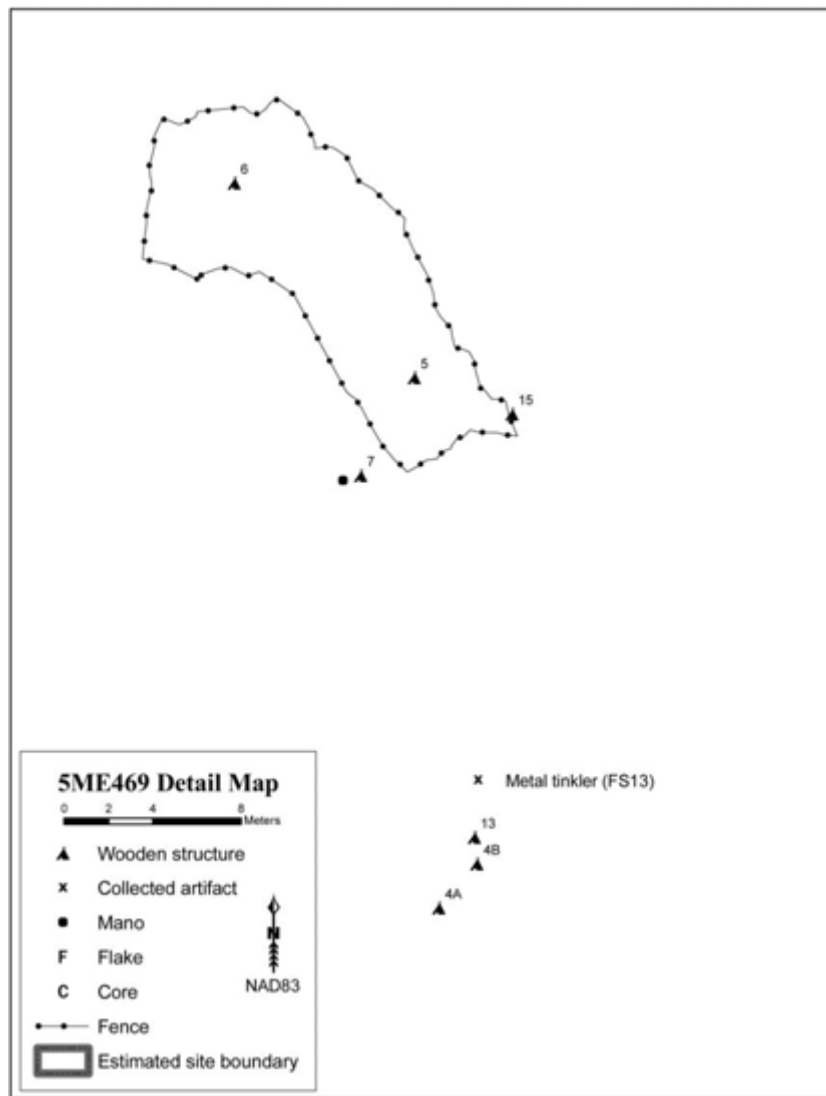 6
5
15
7
Metal tinkler (FS13)
13
4B
4A
5ME469 Detail Map
0 2 4 8
Meters
Wooden structure
Collected artifact
Mano
F Flake
C Core
Fence
Estimated site boundary
N
NAD83